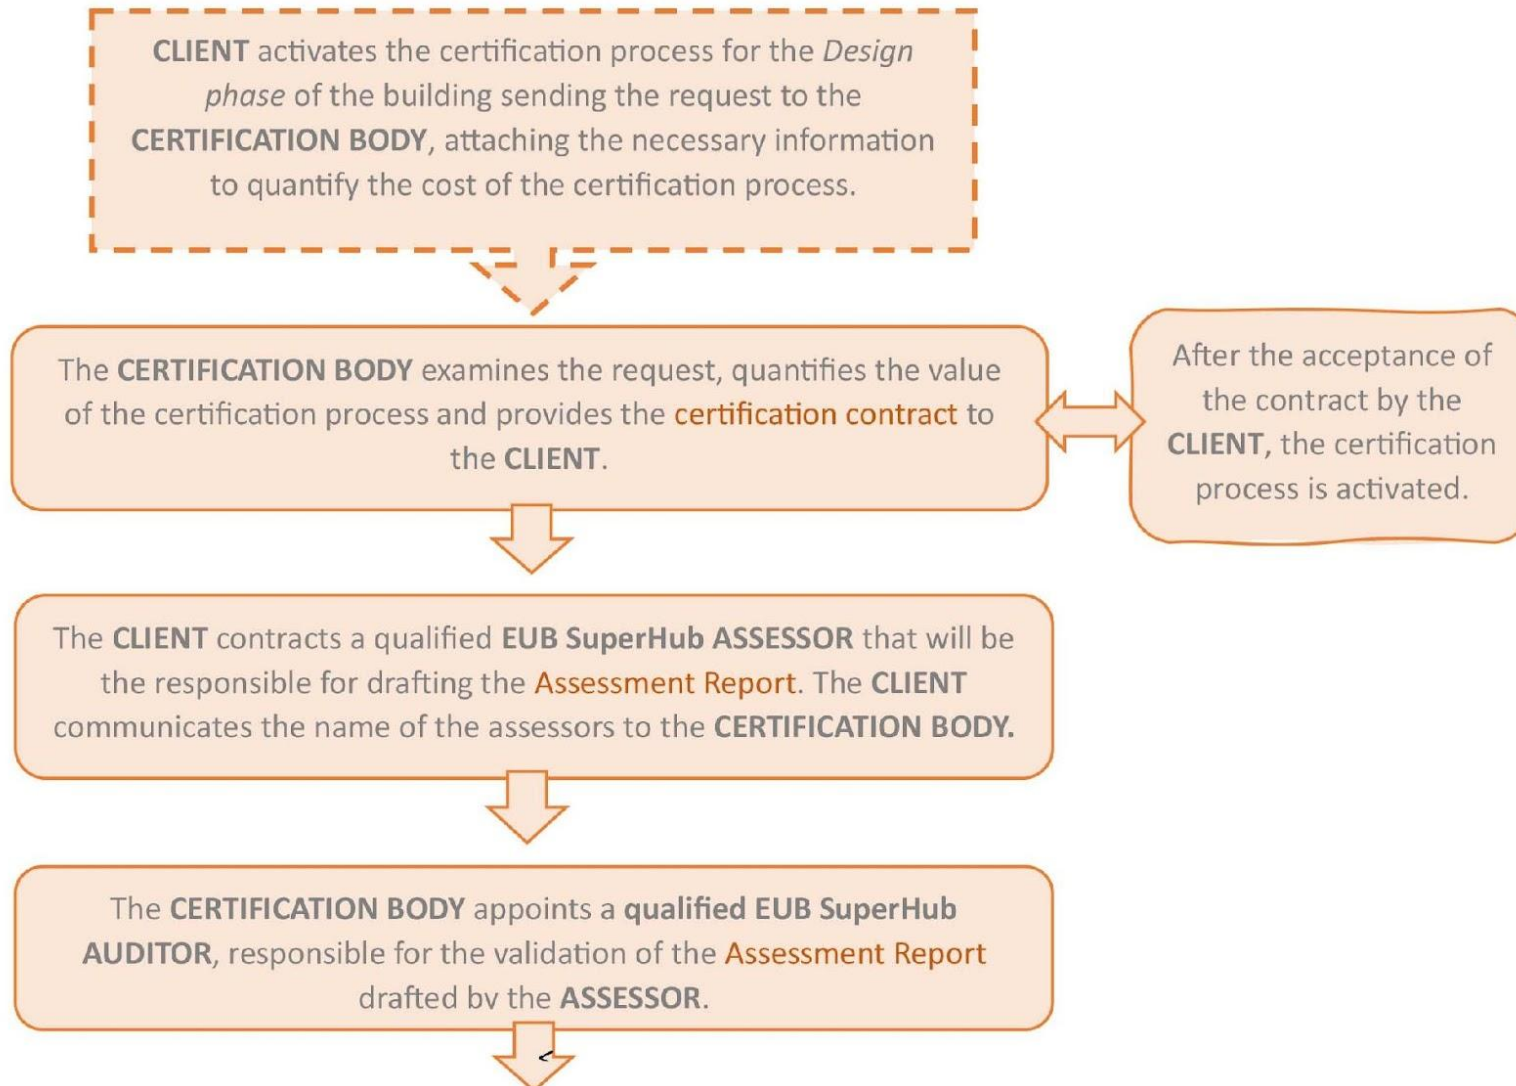 CLIENT activates the certification process for the Design
phase of the building sending the request to the
CERTIFICATION BODY, attaching the necessary information
to quantify the cost of the certification process.
The CERTIFICATION BODY examines the request, quantifies the value
of the certification process and provides the certification contract to
the CLIENT.
After the acceptance of
the contract by the
CLIENT, the certification
process is activated.
The CLIENT contracts a qualified EUB SuperHub ASSESSOR that will be
the responsible for drafting the Assessment Report. The CLIENT
communicates the name of the assessors to the CERTIFICATION BODY.
The CERTIFICATION BODY appoints a qualified EUB SuperHub
AUDITOR, responsible for the validation of the Assessment Report
drafted by the ASSESSOR.
<